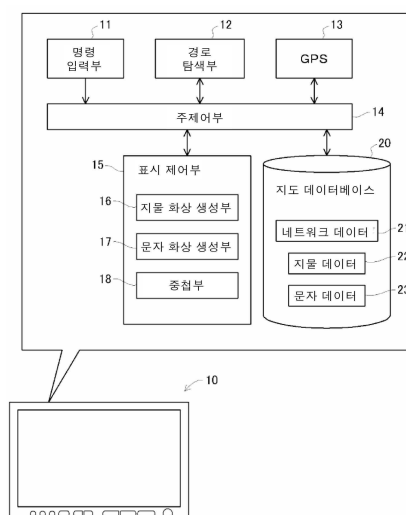 11
12
13
명령
입력부
경로
탐색부
GPS
주제어부
14
15
표시 제어부
16
지물 화상 생성부
17
문자 화상 생성부
18
중첩부
20
지도 데이터베이스
네트워크 데이터
21
지물 데이터
22
문자 데이터
23
10